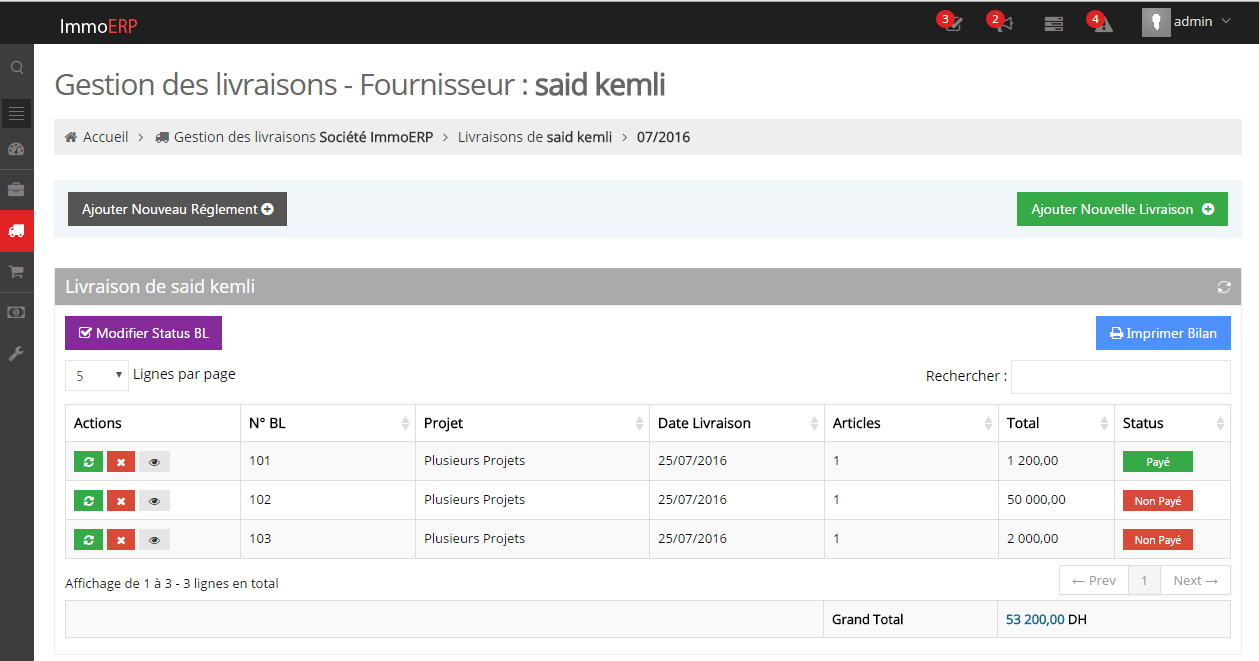 ImmoERP
3
2
4
admin
Gestion des livraisons - Fournisseur : said kemli
Accueil > Gestion des livraisons Société ImmoERP > Livraisons de said kemli > 07/2016
Ajouter Nouveau Réglement
Ajouter Nouvelle Livraison
Livraison de said kemli
Modifier Status BL
Imprimer Bilan
5 Lignes par page
Rechercher :
Actions N° BL Projet Date Livraison Articles Total Status
101 Plusieurs Projets 25/07/2016 1 1 200,00 Payé
102 Plusieurs Projets 25/07/2016 1 50 000,00 Non Payé
103 Plusieurs Projets 25/07/2016 1 2 000,00 Non Payé
Affichage de 1 à 3 - 3 lignes en total
← Prev 1 Next →
Grand Total 53 200,00 DH